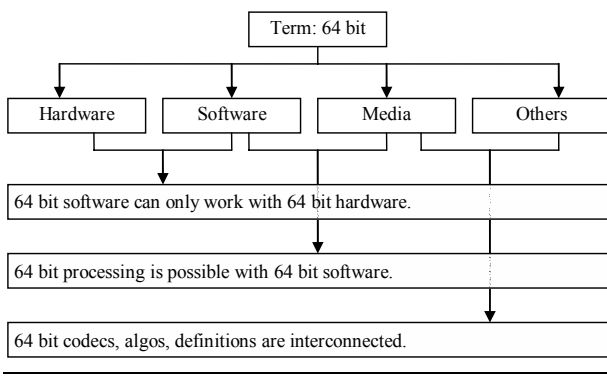 Term: 64 bit
Hardware
Software
Media
Others
64 bit software can only work with 64 bit hardware.
64 bit processing is possible with 64 bit software.
64 bit codecs, algos, definitions are interconnected.